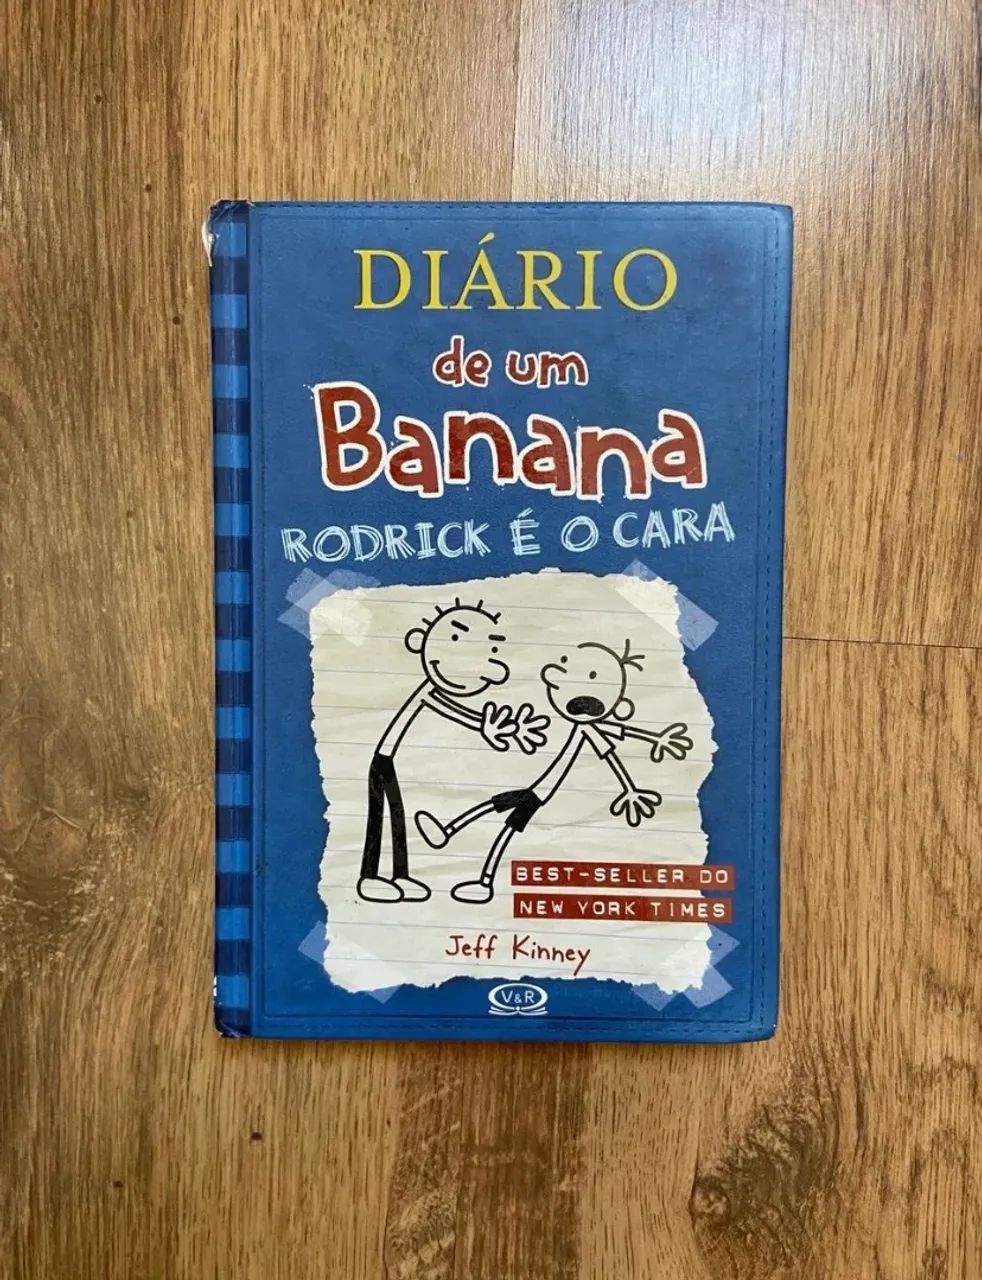 DIÁRIO
de um
Banana
RODRICK É O CARA
BEST-SELLER DO
NEW YORK TIMES
Jeff Kinney
V&R